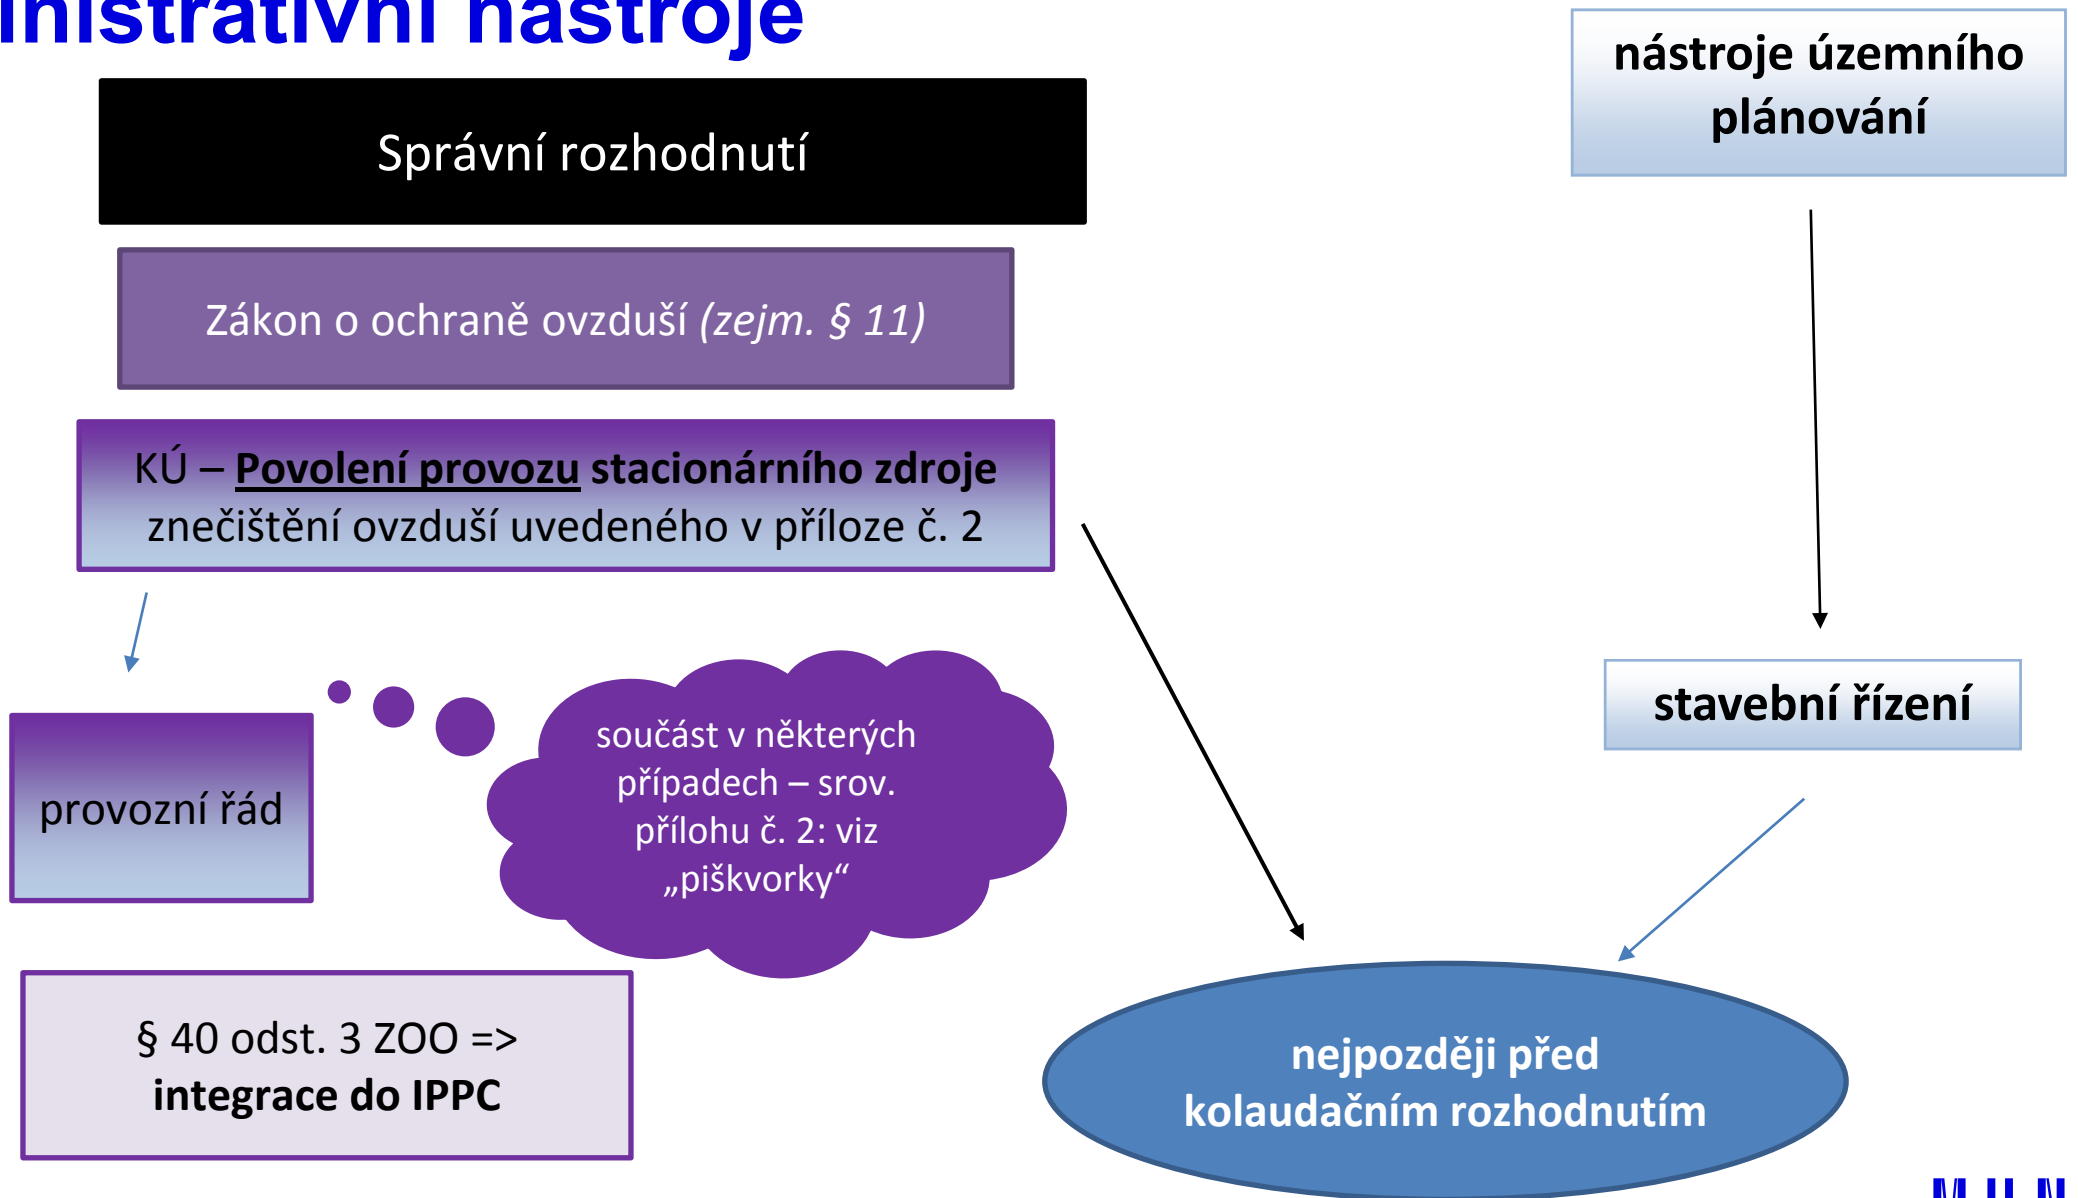 inistrativní nástroje
nástroje územního
plánování
Správní rozhodnutí
Zákon o ochraně ovzduší (zejm. § 11)
KÚ – Povolení provozu stacionárního zdroje
znečištění ovzduší uvedeného v příloze č. 2
stavební řízení
součást v některých
případech – srov.
přílohu č. 2: viz
„piškvorky“
provozní řád
§ 40 odst. 3 ZOO =>
integrace do IPPC
nejpozději před
kolaudačním rozhodnutím